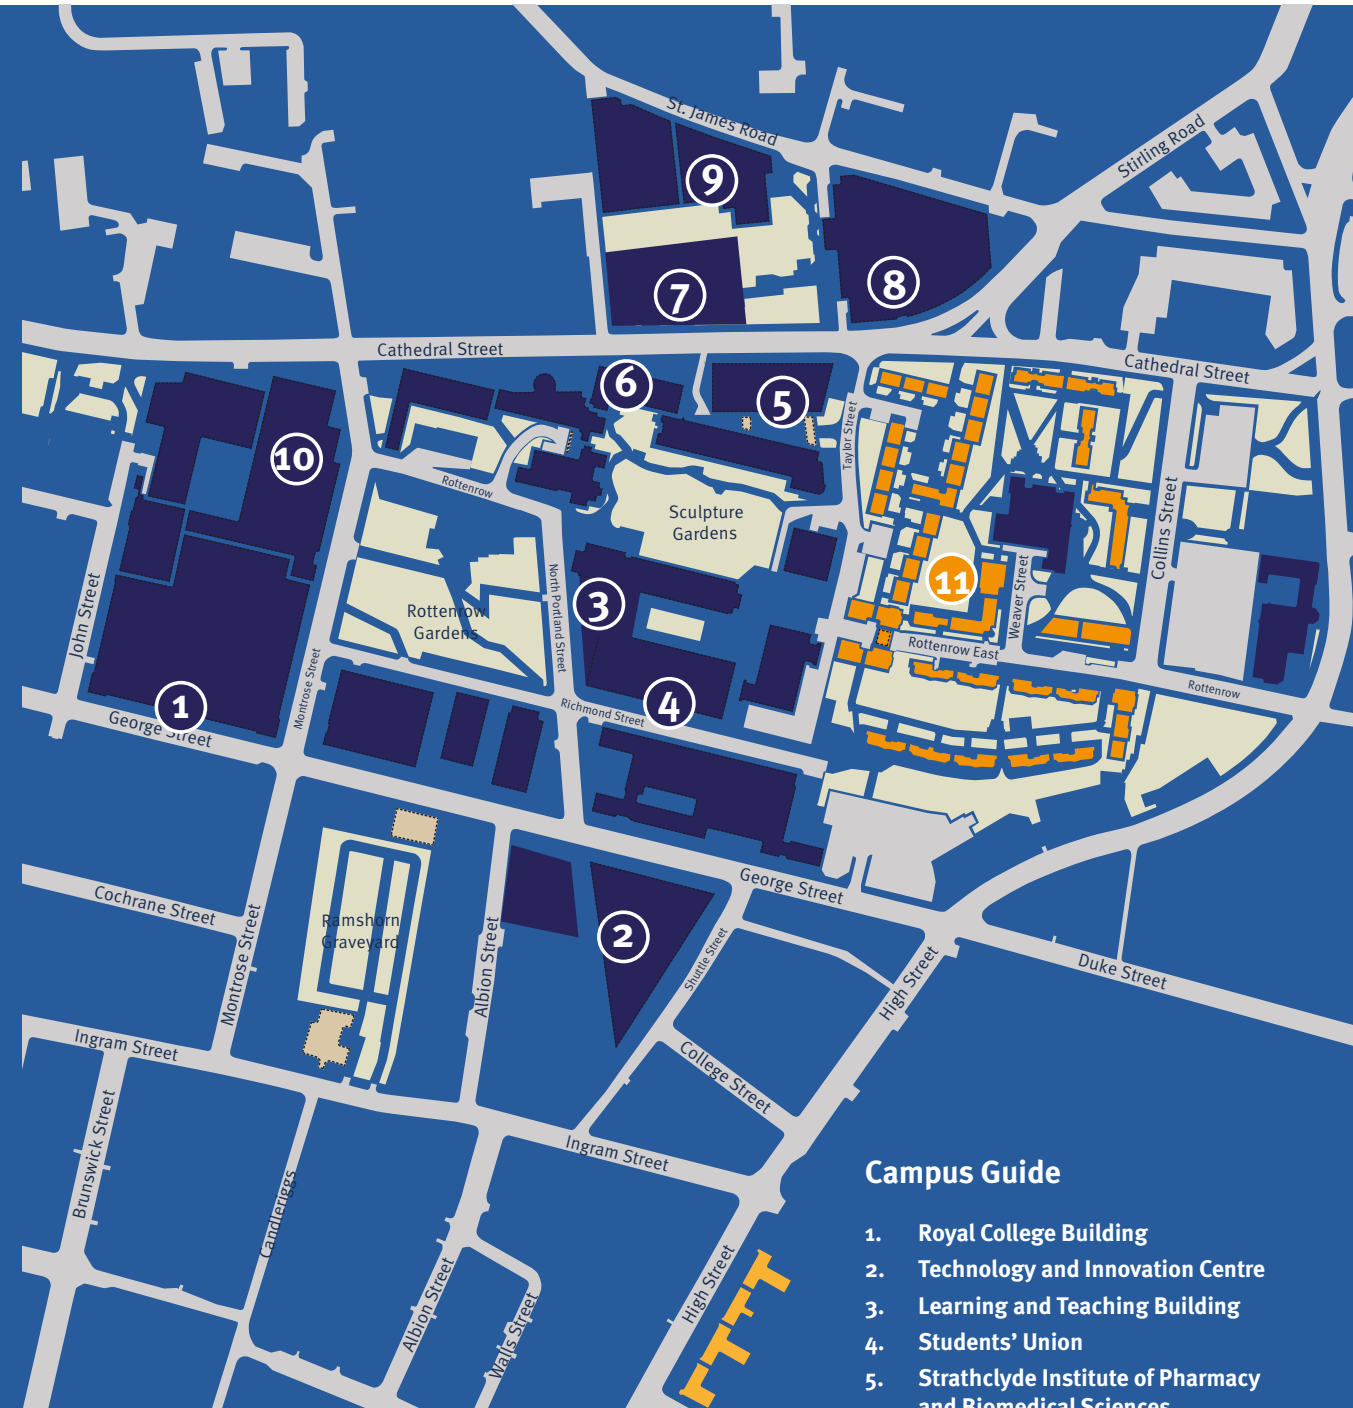 St. James Road
Stirling Road
9
7
8
Cathedral Street
Cathedral Street
6
5
10
Taylor Street
Rottenrow
Sculpture
Gardens
Collins Street
11
Weaver Street
John Street
Rottenrow
Gardens
North Portland Street
3
Rottenrow East
Montrose Street
Rottenrow
1
George Street
Richmond Street
4
George Street
Cochrane Street
Ramshorn
Graveyard
2
Montrose Street
Albion Street
Shuttle Street
High Street
Duke Street
Ingram Street
College Street
Brunswick Street
Ingram Street
Candleriggs
Albion Street
Walls Street
High Street
Campus Guide
1. Royal College Building
2. Technology and Innovation Centre
3. Learning and Teaching Building
4. Students’ Union
5. Strathclyde Institute of Pharmacy
and Biomedical Sciences